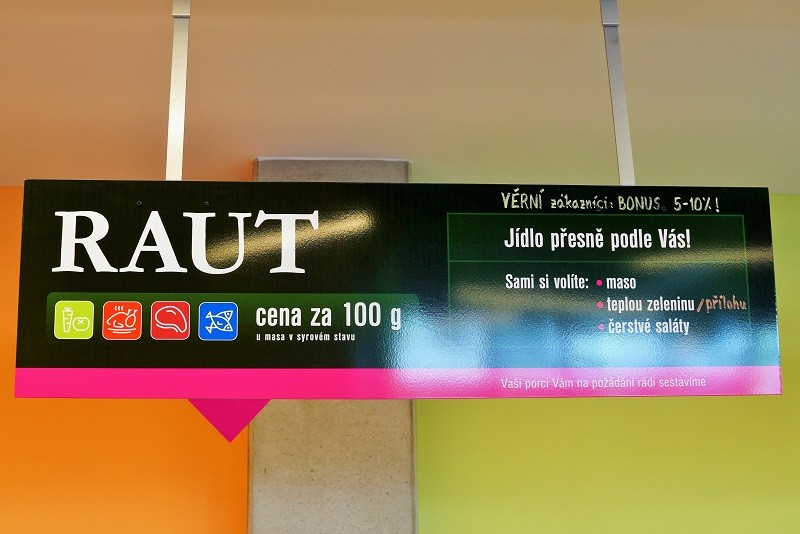 RAUT
cena za 100 g
u masa v syrovém stavu
VĚRNÍ zákazníci: BONUS 5-10%!
Jídlo přesně podle Vás!
Sami si volíte: • maso
• teplou zeleninu/přílohu
• čerstvé saláty
Vaši porci Vám na požádání rádi sestavíme